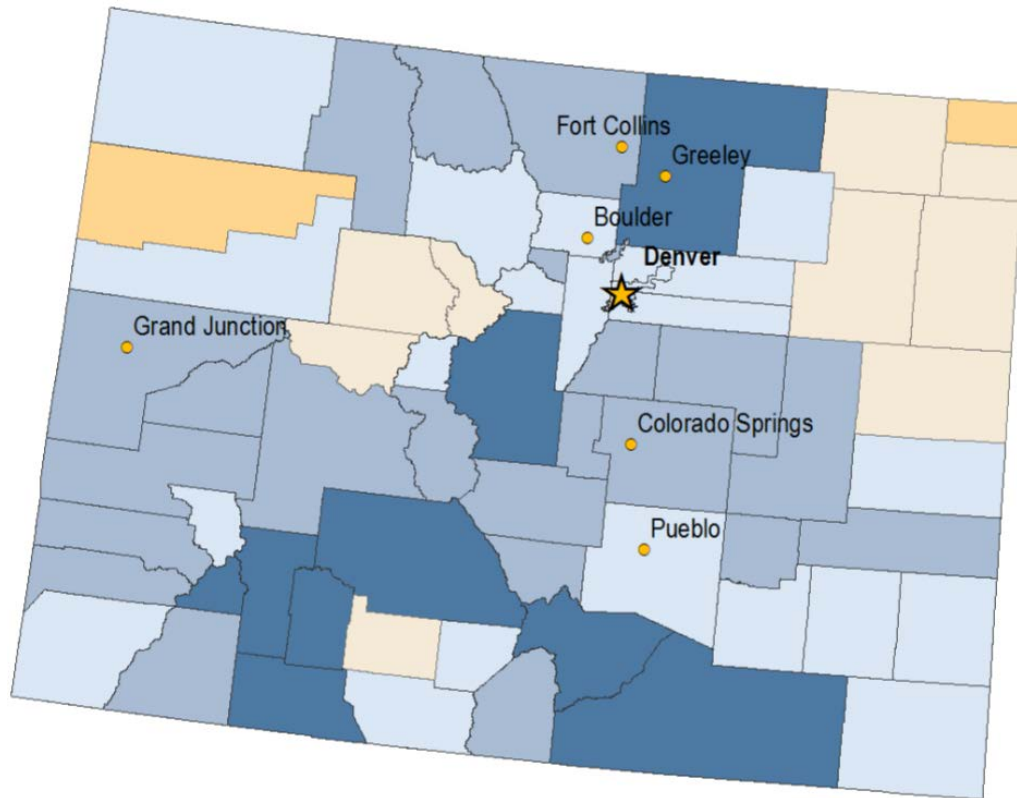 Fort Collins
Greeley
Boulder
Denver
Grand Junction
Colorado Springs
Pueblo